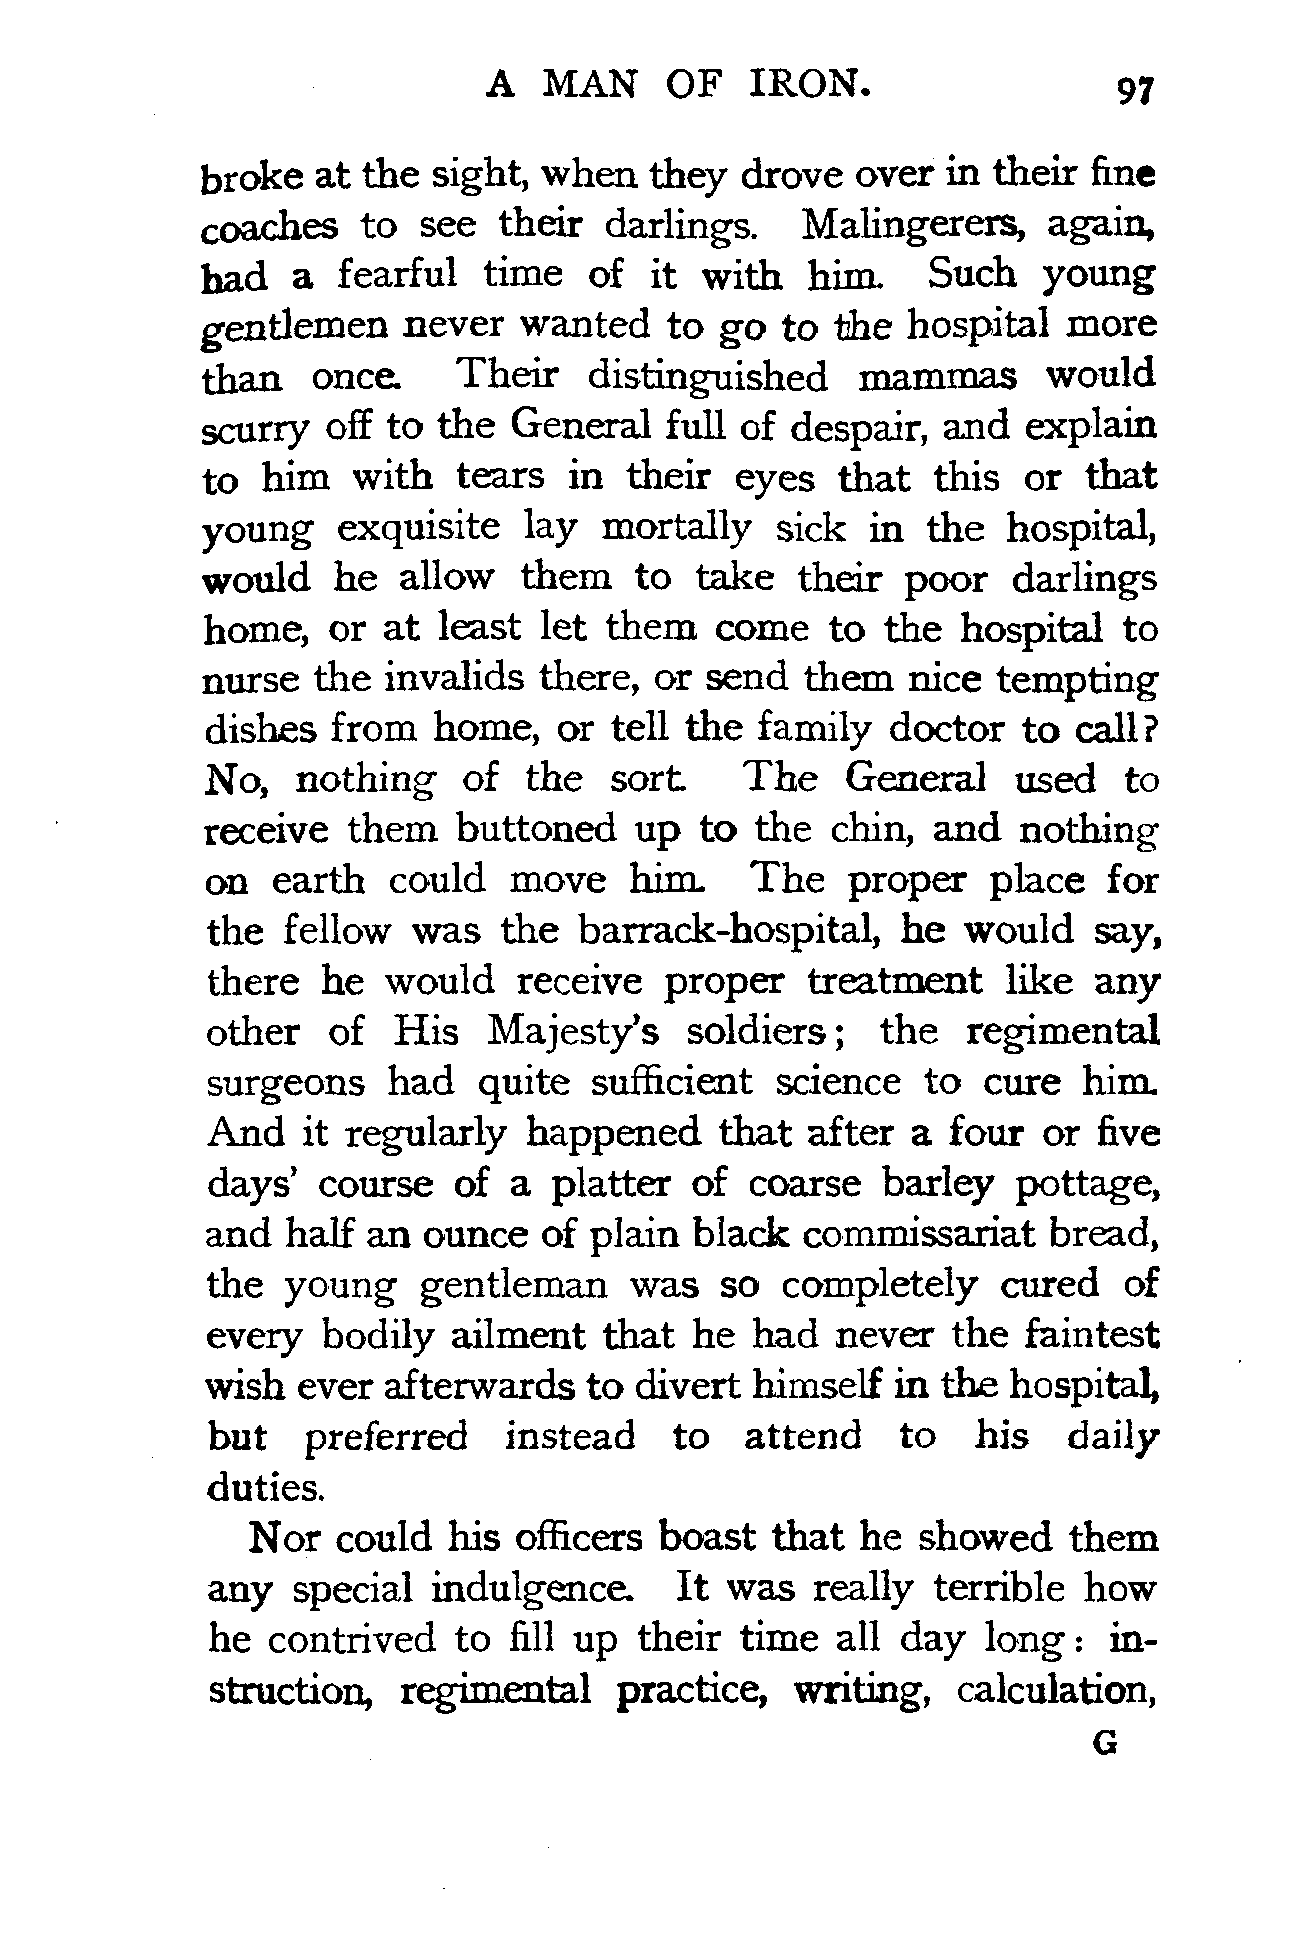 A MAN OF IRON. 97
broke at the sight, when they drove over in their fine
coaches to see their darlings. Malingerers, again,
had a fearful time of it with him. Such young
gentlemen never wanted to go to the hospital more
than once. Their distinguished mammas would
scurry off to the General full of despair, and explain
to him with tears in their eyes that this or that
young exquisite lay mortally sick in the hospital,
would he allow them to take their poor darlings
home, or at least let them come to the hospital to
nurse the invalids there, or send them nice tempting
dishes from home, or tell the family doctor to call?
No, nothing of the sort. The General used to
receive them buttoned up to the chin, and nothing
on earth could move him. The proper place for
the fellow was the barrack-hospital, he would say,
there he would receive proper treatment like any
other of His Majesty's soldiers; the regimental
surgeons had quite sufficient science to cure him.
And it regularly happened that after a four or five
days' course of a platter of coarse barley pottage,
and half an ounce of plain black commissariat bread,
the young gentleman was so completely cured of
every bodily ailment that he had never the faintest
wish ever afterwards to divert himself in the hospital,
but preferred instead to attend to his daily
duties.
Nor could his officers boast that he showed them
any special indulgence. It was really terrible how
he contrived to fill up their time all day long: in-
struction, regimental practice, writing, calculation,
G